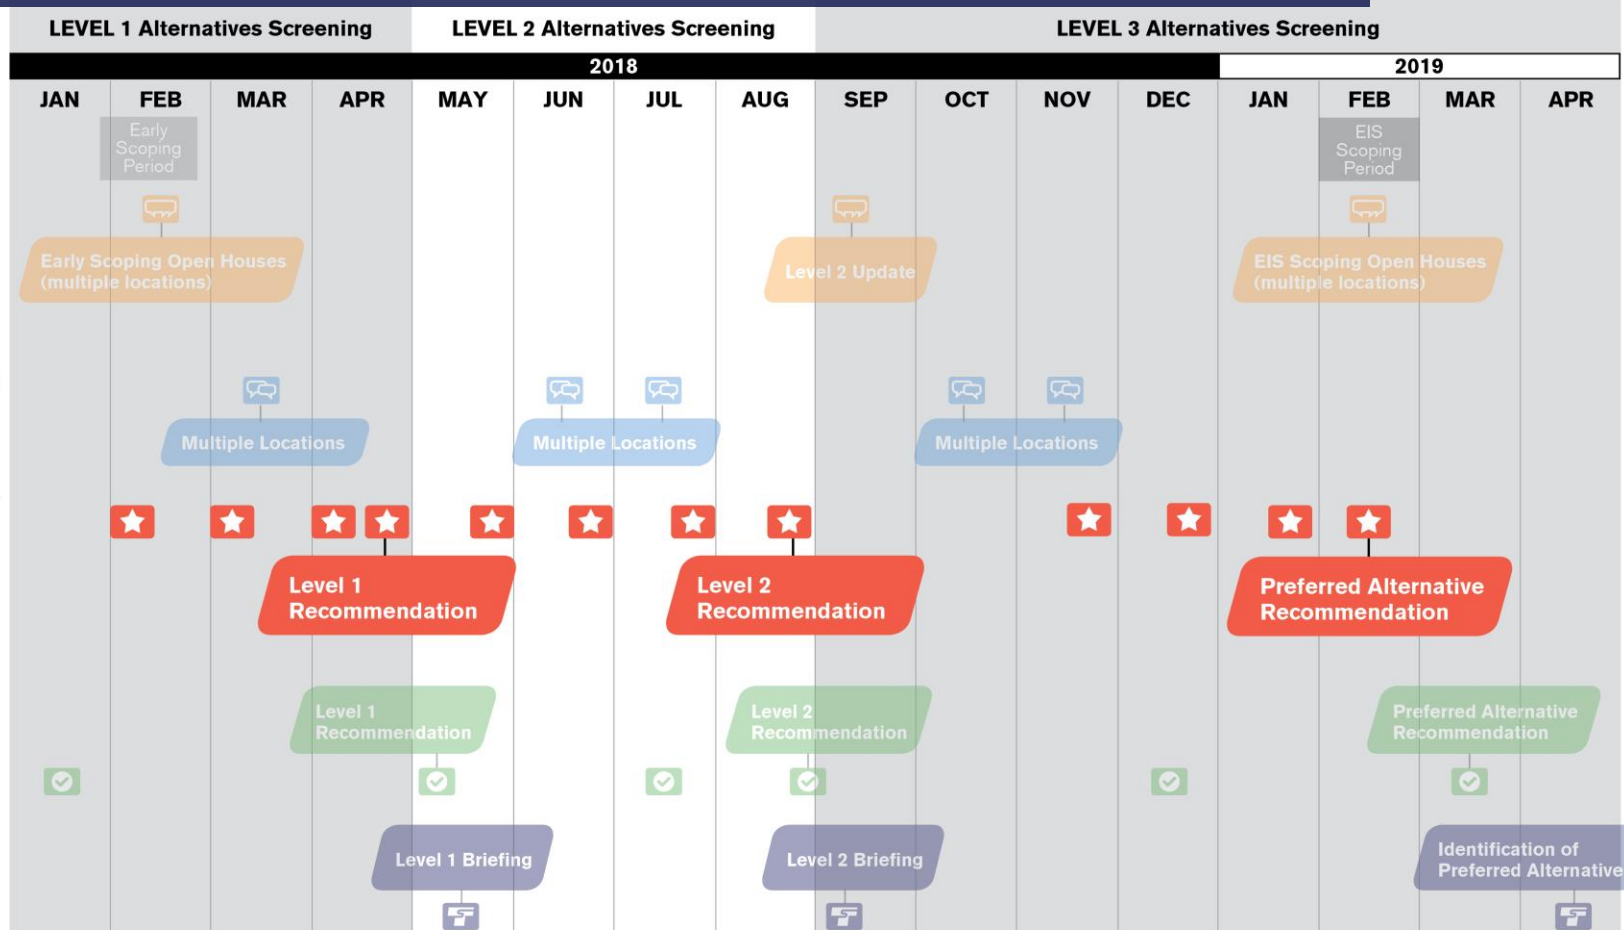 LEVEL 1 Alternatives Screening
LEVEL 2 Alternatives Screening
LEVEL 3 Alternatives Screening
2018
2019
JAN
FEB
MAR
APR
MAY
JUN
JUL
AUG
SEP
OCT
NOV
DEC
JAN
FEB
MAR
APR
Early
Scoping
Period
EIS
Scoping
Period
Early Scoping Open Houses
(multiple locations)
Level 2 Update
EIS Scoping Open Houses
(multiple locations)
Multiple Locations
Multiple Locations
Multiple Locations
Level 1
Recommendation
Level 2
Recommendation
Preferred Alternative
Recommendation
Level 1
Recommendation
Level 2
Recommendation
Preferred Alternative
Recommendation
Level 1 Briefing
Level 2 Briefing
Identification of
Preferred Alternative